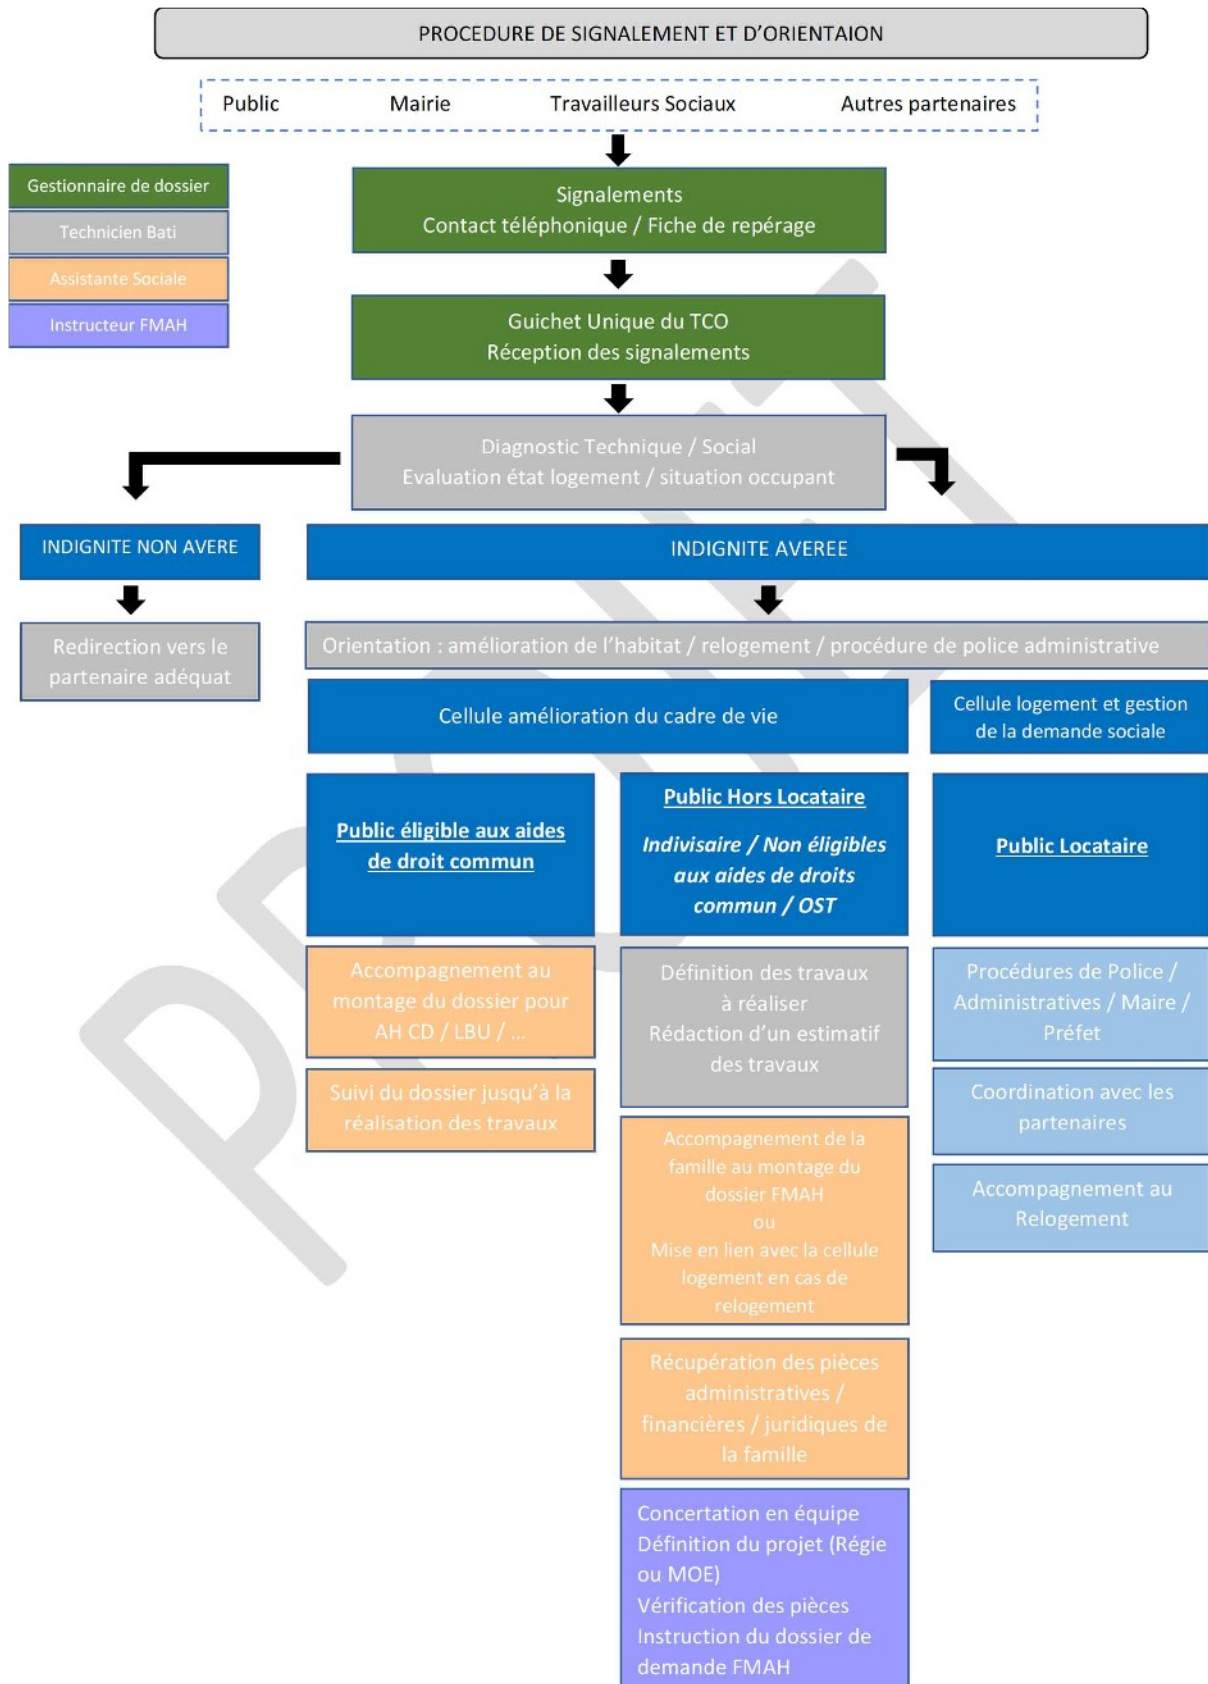 PROCEDURE DE SIGNALEMENT ET D'ORIENTAION
Public Mairie Travailleurs Sociaux Autres partenaires
Gestionnaire de dossier
Technicien Bati
Assistante Sociale
Instructeur FMAH
Signalements
Contact téléphonique / Fiche de repérage
Guichet Unique du TCO
Réception des signalements
Diagnostic Technique / Social
Evaluation état logement / situation occupant
INDIGNITE NON AVERE
INDIGNITE AVEREE
Redirection vers le
partenaire adéquat
Orientation : amélioration de l'habitat / relogement / procédure de police administrative
Cellule amélioration du cadre de vie
Cellule logement et gestion
de la demande sociale
Public éligible aux aides
de droit commun
Public Hors Locataire
Indivisaire / Non éligibles
aux aides de droits
commun / OST
Public Locataire
Accompagnement au
montage du dossier pour
AH CD / LBU / ...
Suivi du dossier jusqu'à la
réalisation des travaux
Définition des travaux
à réaliser
Rédaction d'un estimatif
des travaux
Accompagnement de la
famille au montage du
dossier FMAH
ou
Mise en lien avec la cellule
logement en cas de
relogement
Récupération des pièces
administratives /
financières / juridiques de
la famille
Concertation en équipe
Définition du projet (Régie
ou MOE)
Vérification des pièces
Instruction du dossier de
demande FMAH
Procédures de Police /
Administratives / Maire /
Préfet
Coordination avec les
partenaires
Accompagnement au
Relogement
PROJET